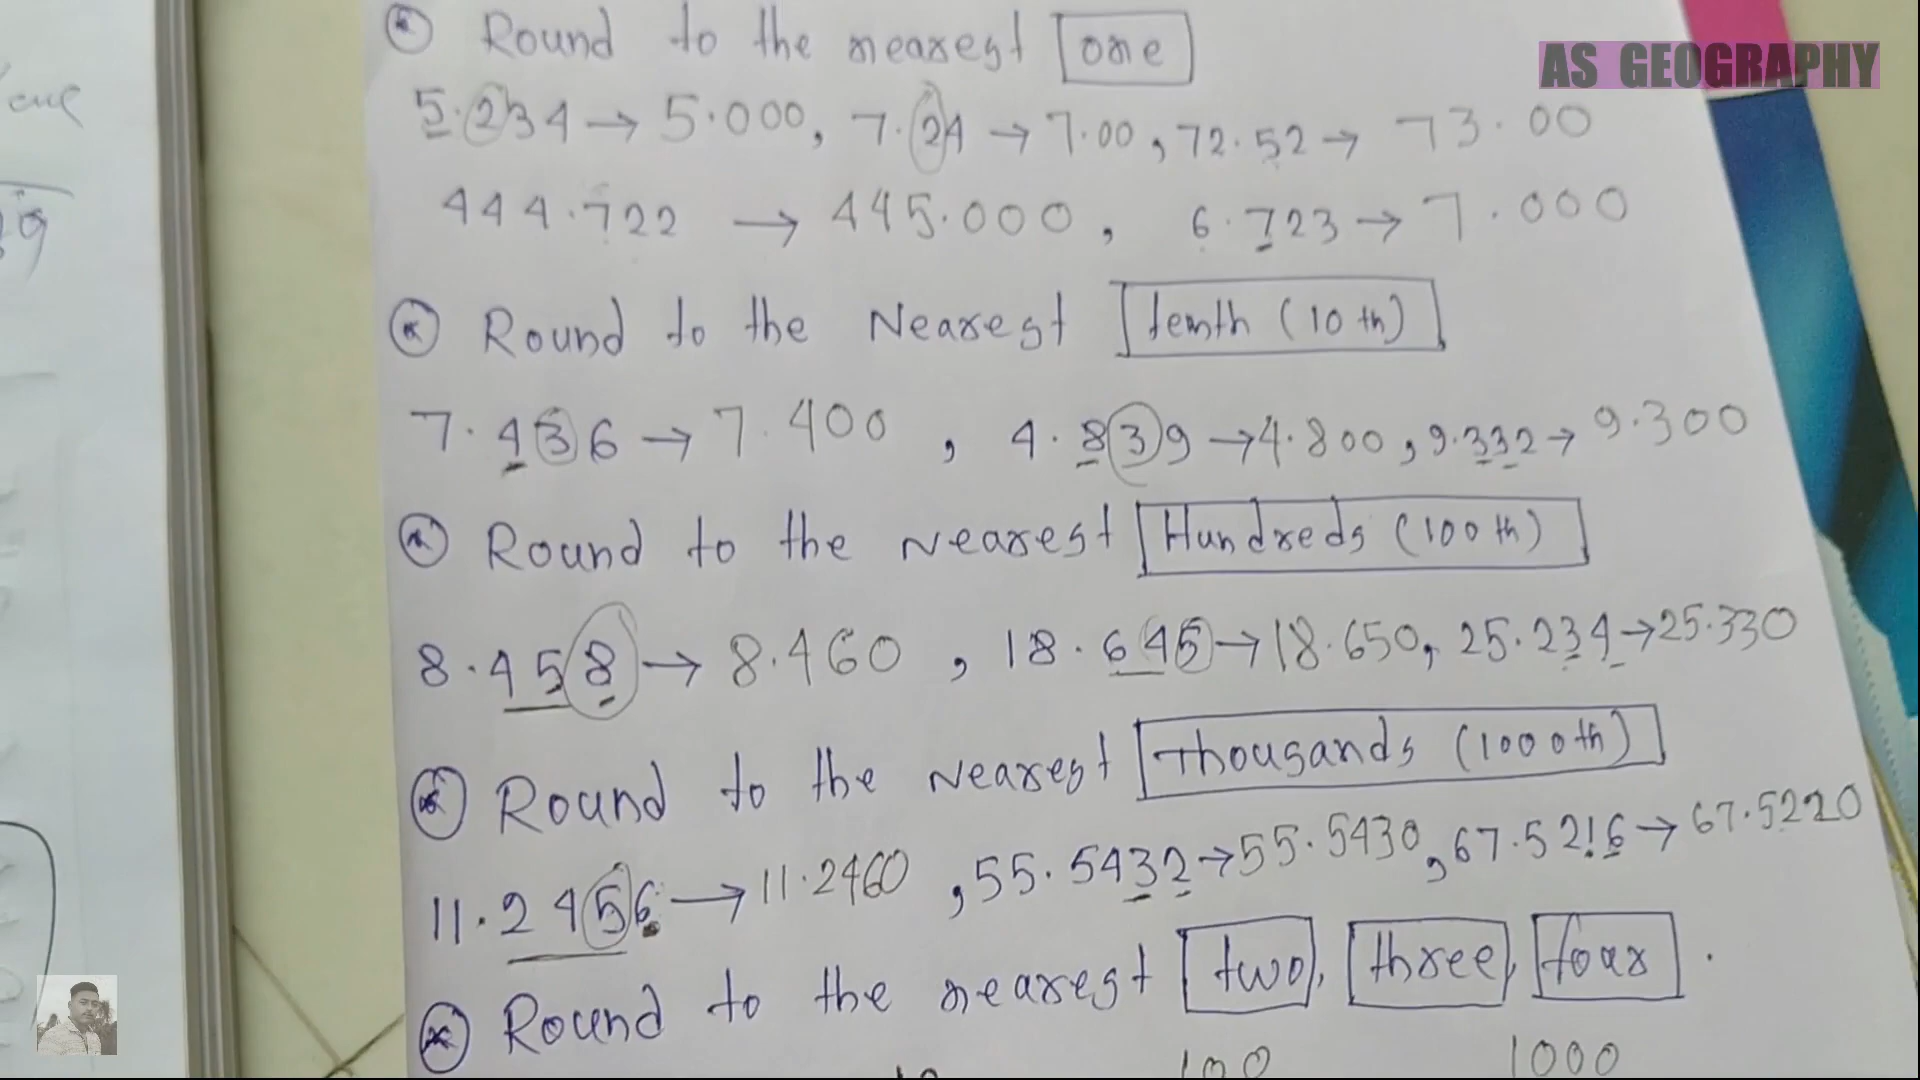 AS GEOGRAPHY
Round to the nearest one
5.234 → 5.000, 7.24 → 7.00, 72.52 → 73.00
444.722 → 445.000, 6.723 → 7.000
Round to the Nearest tenth (10 th)
7.436 → 7.400, 4.839 → 4.800, 9.332 → 9.300
Round to the Nearest Hundreds (100 th)
8.458 → 8.460, 18.645 → 18.650, 25.234 → 25.330
Round to the Nearest Thousands (1000 th)
11.2456 → 11.2460, 55.5432 → 55.5430, 67.5216 → 67.5220
Round to the nearest two, three, four.
10 100 1000